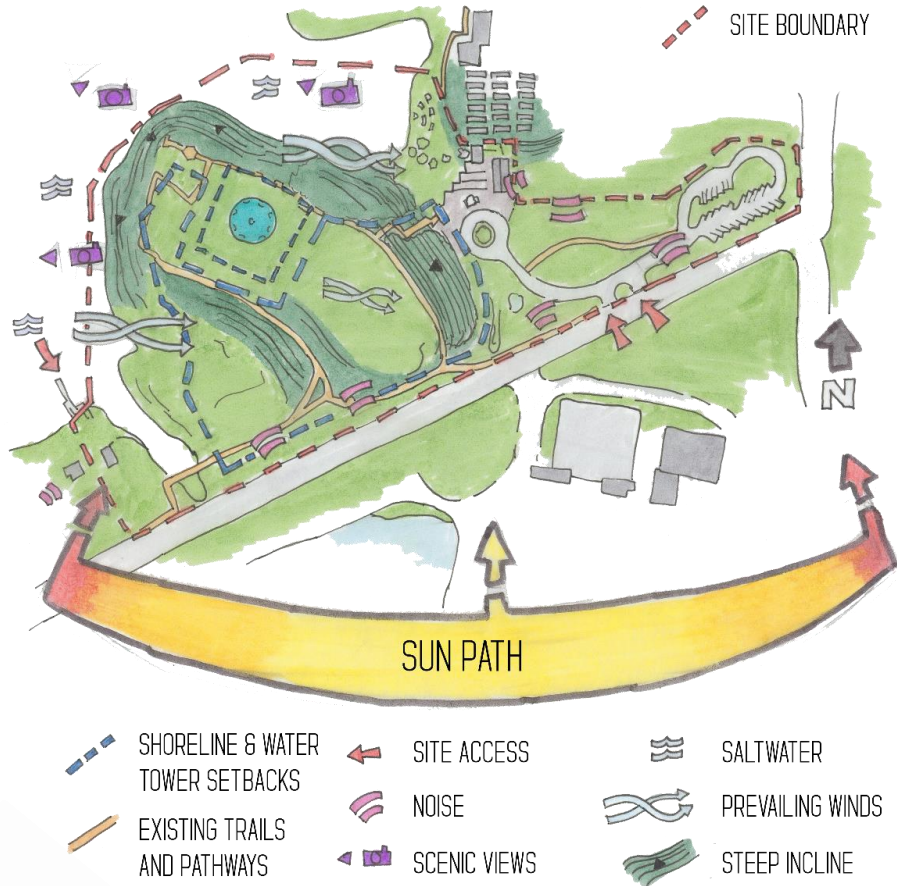 SITE BOUNDARY
N
SUN PATH
SHORELINE & WATER
TOWER SETBACKS
EXISTING TRAILS
AND PATHWAYS
SITE ACCESS
NOISE
SCENIC VIEWS
SALTWATER
PREVAILING WINDS
STEEP INCLINE